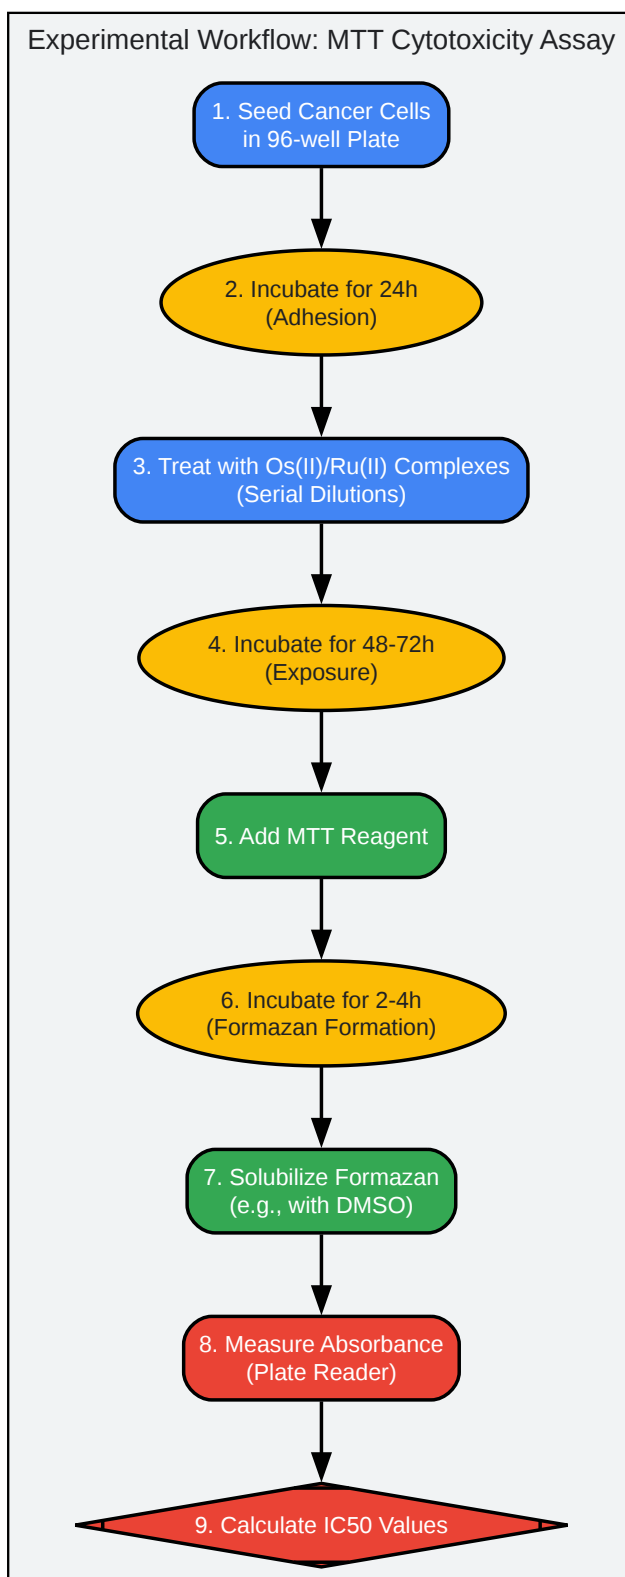 Experimental Workflow: MTT Cytotoxicity Assay
1. Seed Cancer Cells
in 96-well Plate
2. Incubate for 24h
(Adhesion)
3. Treat with Os(II)/Ru(II) Complexes
(Serial Dilutions)
4. Incubate for 48-72h
(Exposure)
5. Add MTT Reagent
6. Incubate for 2-4h
(Formazan Formation)
7. Solubilize Formazan
(e.g., with DMSO)
8. Measure Absorbance
(Plate Reader)
9. Calculate IC50 Values